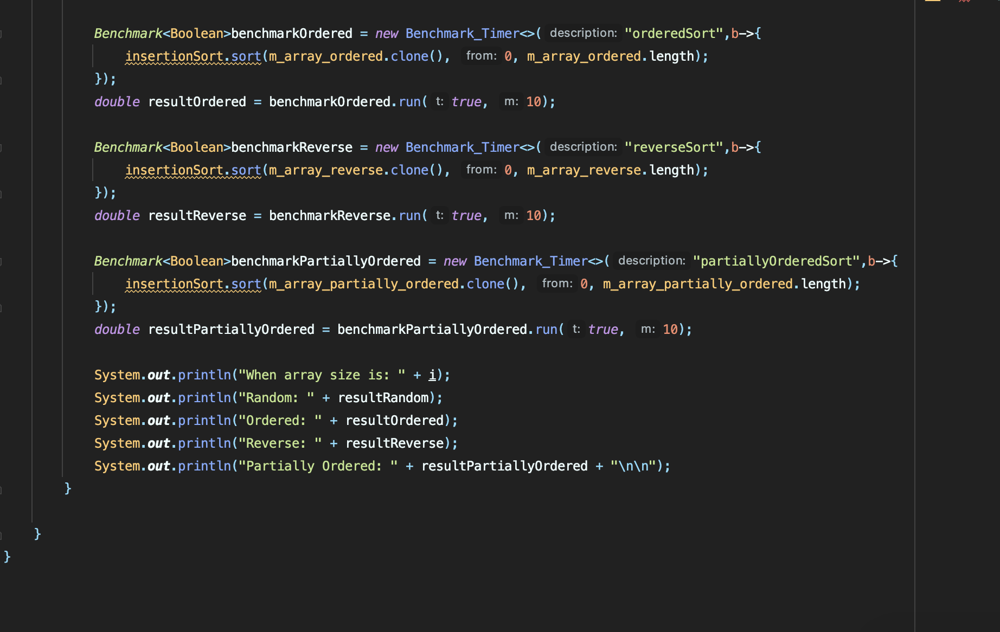 Benchmark<Boolean>benchmarkOrdered = new Benchmark_Timer<>( description: "orderedSort",b->{
insertionSort.sort(m_array_ordered.clone(), from: 0, m_array_ordered.length);
});
double resultOrdered = benchmarkOrdered.run( t: true, m: 10);
Benchmark<Boolean>benchmarkReverse = new Benchmark_Timer<>( description: "reverseSort",b->{
insertionSort.sort(m_array_reverse.clone(), from: 0, m_array_reverse.length);
});
double resultReverse = benchmarkReverse.run( t: true, m: 10);
Benchmark<Boolean>benchmarkPartiallyOrdered = new Benchmark_Timer<>( description: "partiallyOrderedSort",b->{
insertionSort.sort(m_array_partially_ordered.clone(), from: 0, m_array_partially_ordered.length);
});
double resultPartiallyOrdered = benchmarkPartiallyOrdered.run( t: true, m: 10);
System.out.println("When array size is: " + i);
System.out.println("Random: " + resultRandom);
System.out.println("Ordered: " + resultOrdered);
System.out.println("Reverse: " + resultReverse);
System.out.println("Partially Ordered: " + resultPartiallyOrdered + "\n\n");
}
}
}